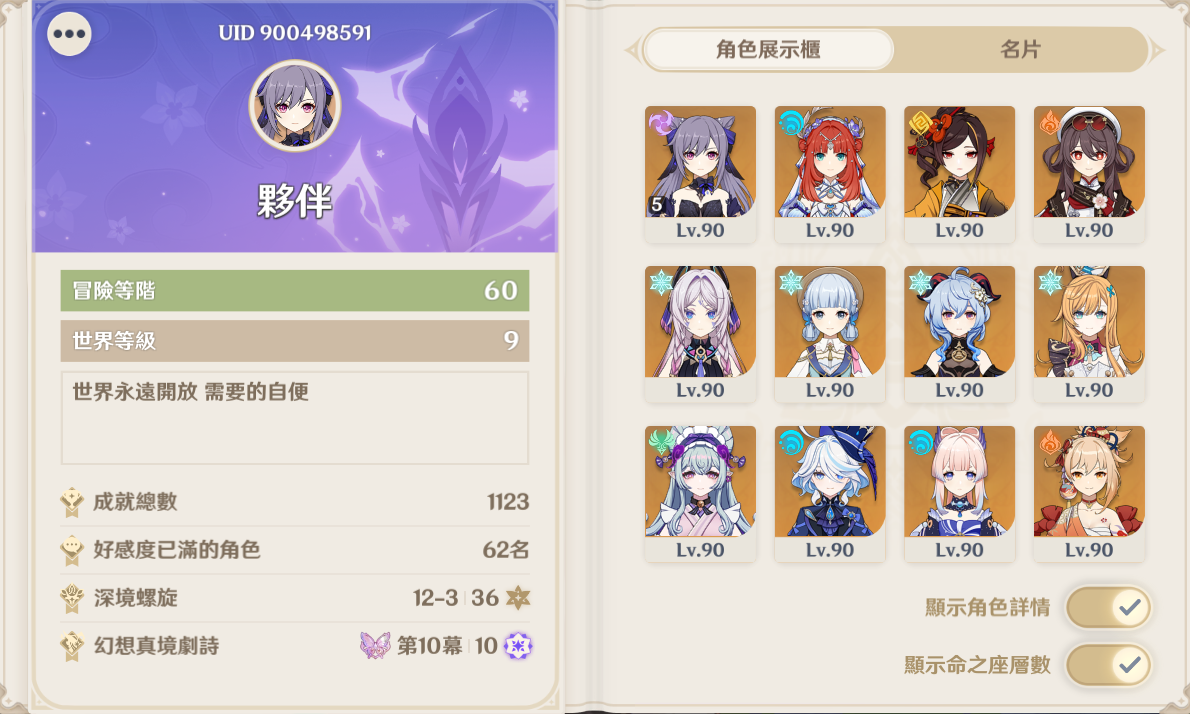 UID 900498591
夥伴
冒險等階 60
世界等級 9
世界永遠開放 需要的自便
成就總數 1123
好感度已滿的角色 62名
深境螺旋 12-3 36
幻想真境劇詩 第10幕 10
角色展示櫃 名片
5
Lv.90 Lv.90 Lv.90 Lv.90
Lv.90 Lv.90 Lv.90 Lv.90
Lv.90 Lv.90 Lv.90 Lv.90
顯示角色詳情
顯示命之座層數